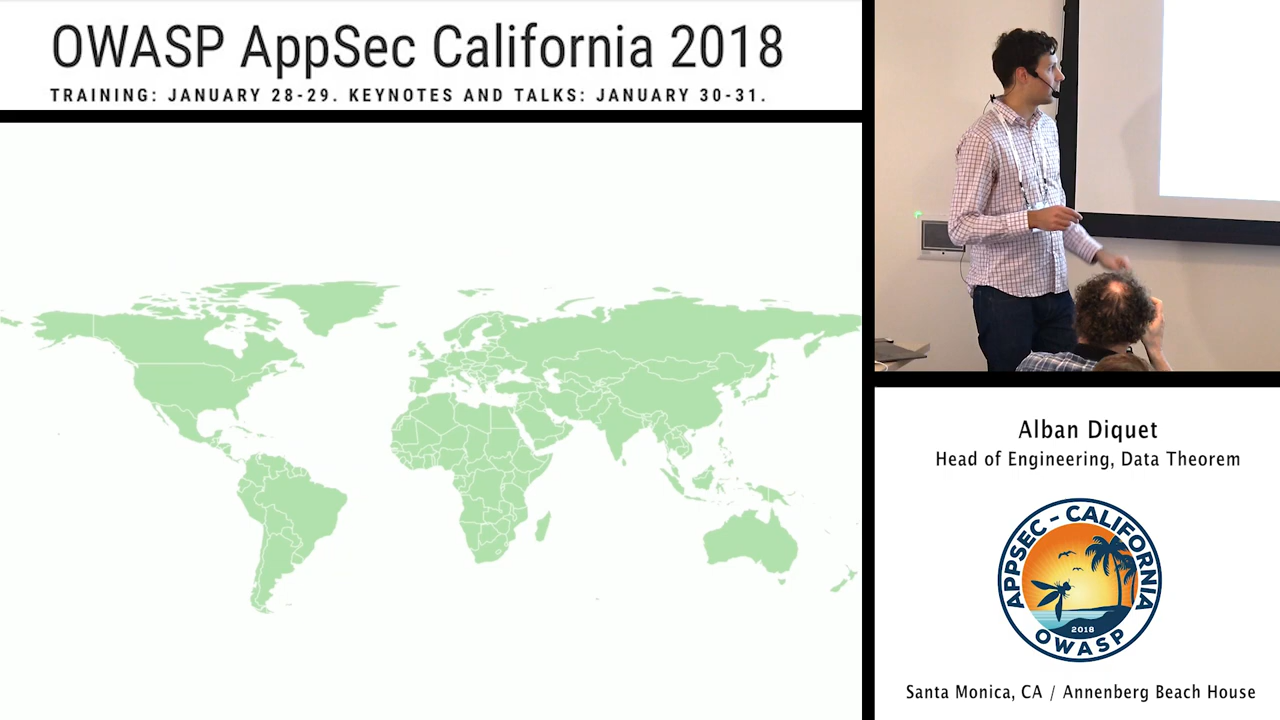 OWASP AppSec California 2018
TRAINING: JANUARY 28-29. KEYNOTES AND TALKS: JANUARY 30-31.
Alban Diquet
Head of Engineering, Data Theorem
APPSEC - CALIFORNIA
2018
OWASP
Santa Monica, CA / Annenberg Beach House